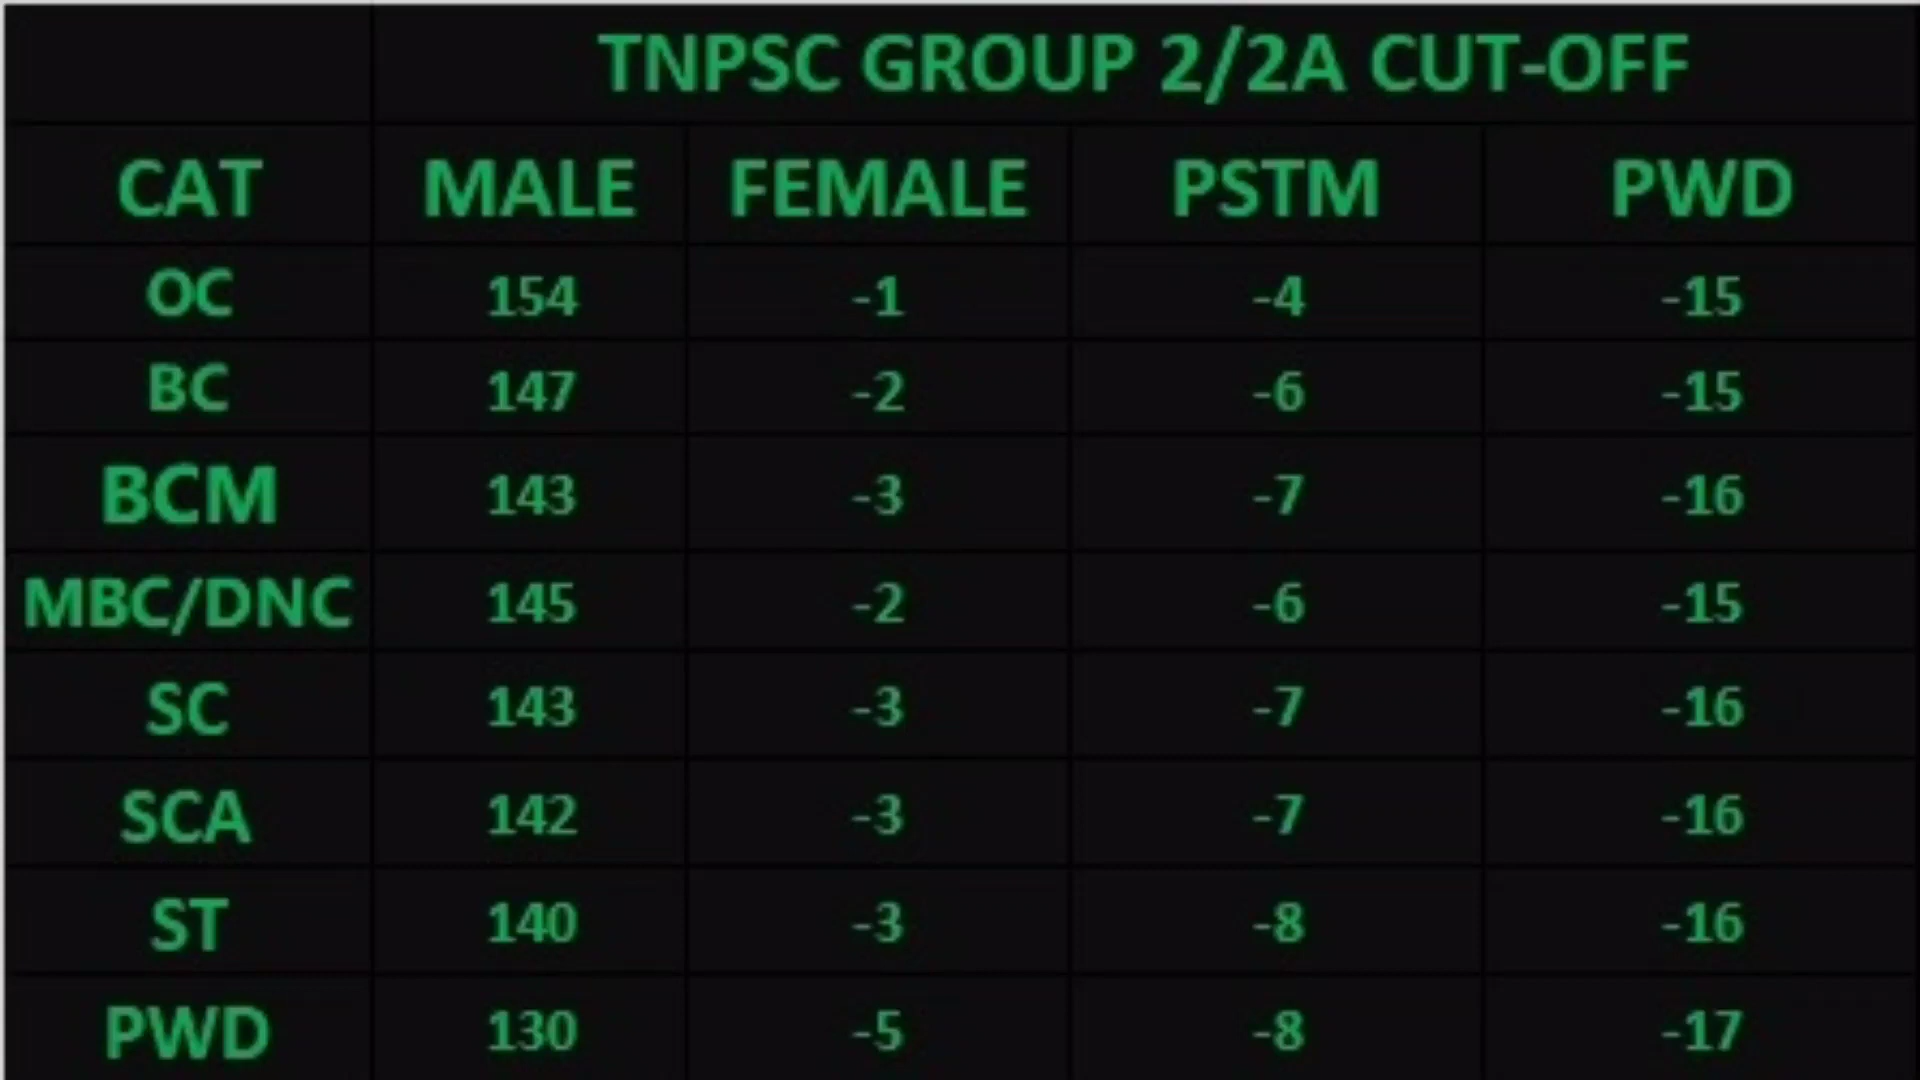 TNPSC GROUP 2/2A CUT-OFF
CAT MALE FEMALE PSTM PWD
OC 154 -1 -4 -15
BC 147 -2 -6 -15
BCM 143 -3 -7 -16
MBC/DNC 145 -2 -6 -15
SC 143 -3 -7 -16
SCA 142 -3 -7 -16
ST 140 -3 -8 -16
PWD 130 -5 -8 -17